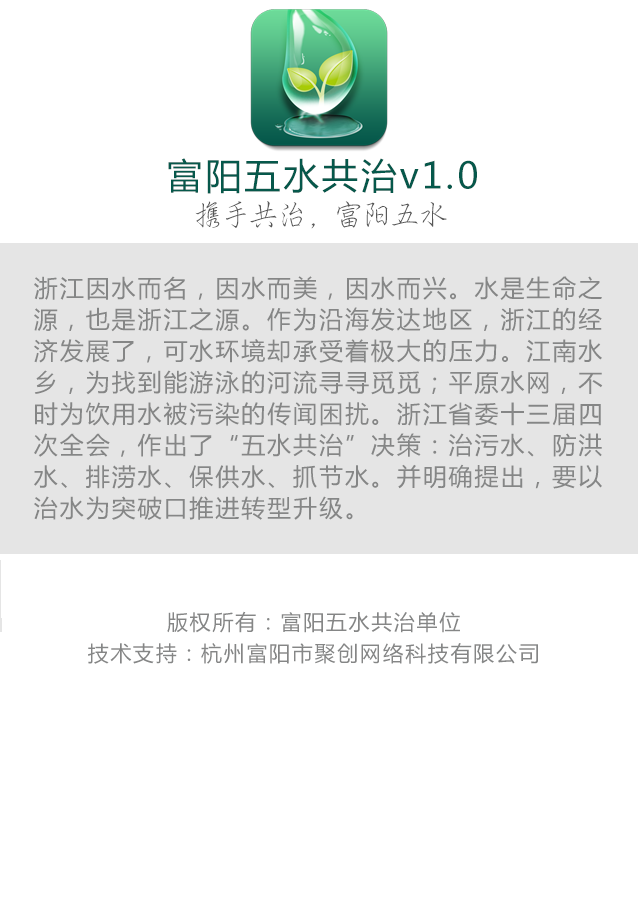 富阳五水共治v1.0
携手共治，富阳五水
浙江因水而名，因水而美，因水而兴。水是生命之
源，也是浙江之源。作为沿海发达地区，浙江的经
济发展了，可水环境却承受着极大的压力。江南水
乡，为找到能游泳的河流寻寻觅觅；平原水网，不
时为饮用水被污染的传闻困扰。浙江省委十三届四
次全会，作出了“五水共治”决策：治污水、防洪
水、排涝水、保供水、抓节水。并明确提出，要以
治水为突破口推进转型升级。
版权所有：富阳五水共治单位
技术支持：杭州富阳市聚创网络科技有限公司